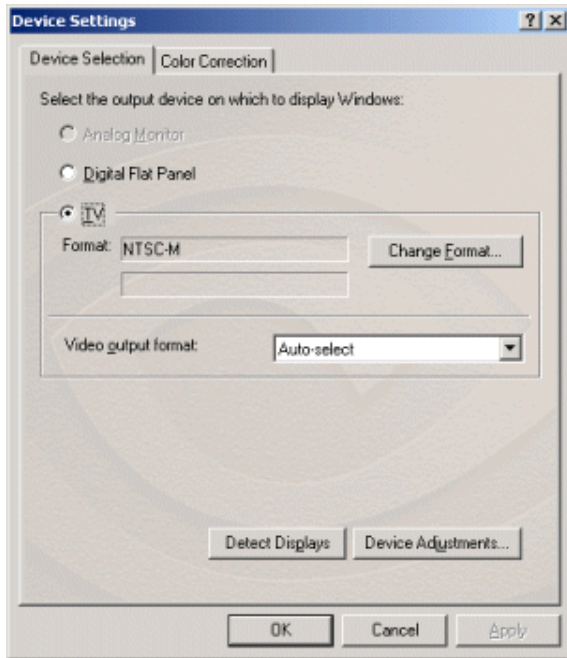 Device Settings
Device Selection
Color Correction
Select the output device on which to display Windows:
Analog Monitor
Digital Flat Panel
TV
Format: NTSC-M
Change Format...
Video output format: Auto-select
Detect Displays
Device Adjustments...
OK
Cancel
Apply